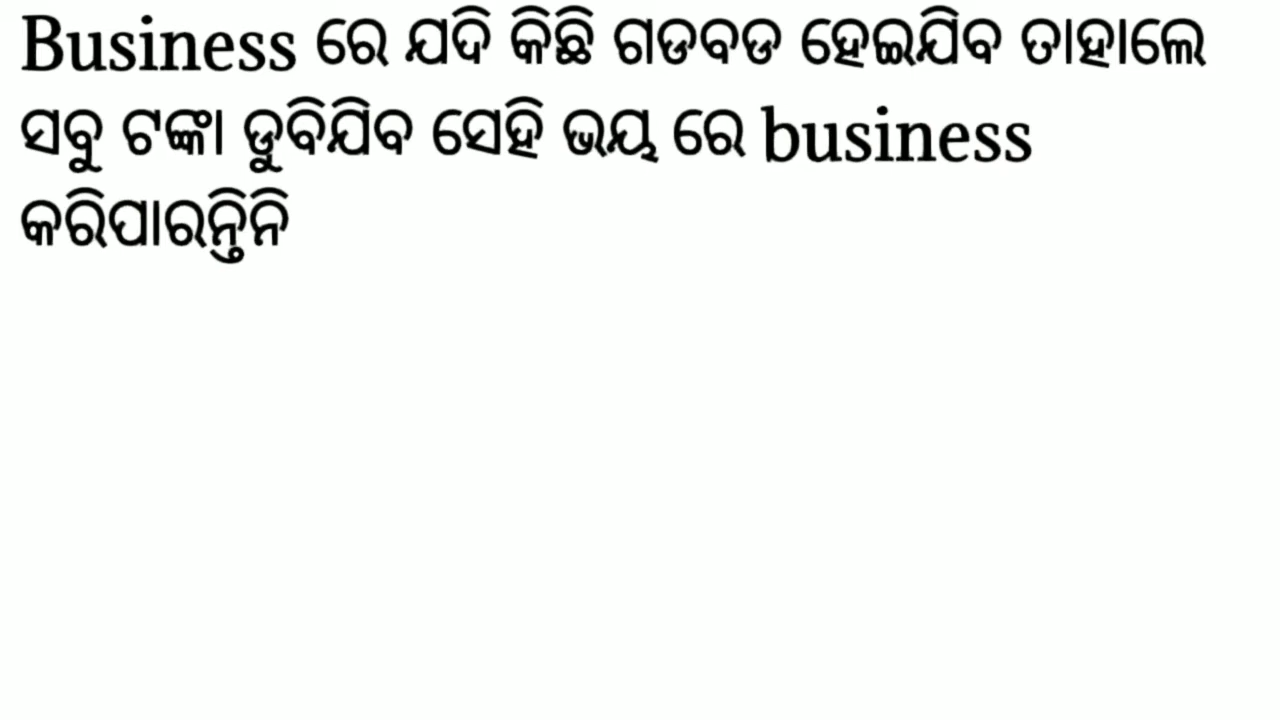 Business ରେ ଯଦି କିଛି ଗଡବଡ ହେଇଯିବ ତାହାଲେ
ସବୁ ଟଙ୍କା ଡୁବିଯିବ ସେହି ଭୟ ରେ business
କରିପାରନ୍ତିନି